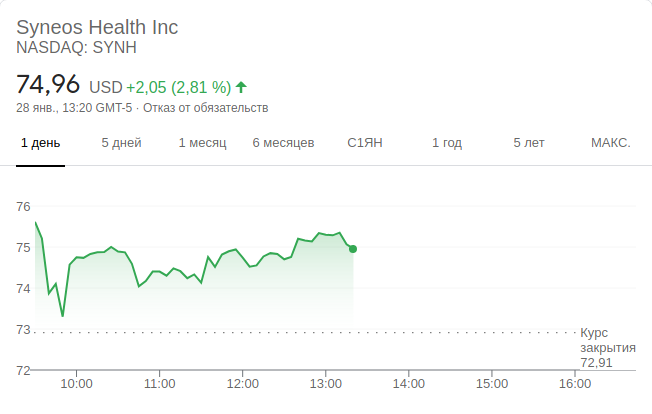 Syneos Health Inc
NASDAQ: SYNH
74,96 USD +2,05 (2,81 %)
28 янв., 13:20 GMT-5 · Отказ от обязательств
1 день 5 дней 1 месяц 6 месяцев С1ЯН 1 год 5 лет МАКС.
76
75
74
73
Курс
закрытия
72,91
72
10:00 11:00 12:00 13:00 14:00 15:00 16:00